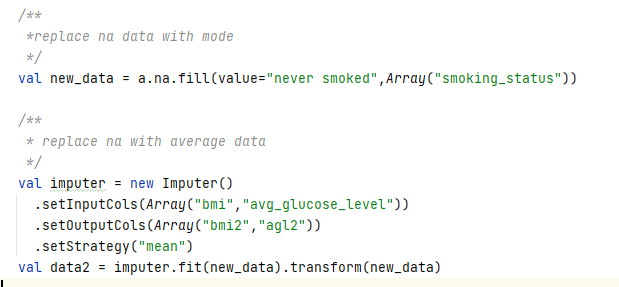 /**
*replace na data with mode
*/
val new_data = a.na.fill(value="never smoked",Array("smoking_status"))
/**
* replace na with average data
*/
val imputer = new Imputer()
.setInputCols(Array("bmi","avg_glucose_level"))
.setOutputCols(Array("bmi2","agl2"))
.setStrategy("mean")
val data2 = imputer.fit(new_data).transform(new_data)